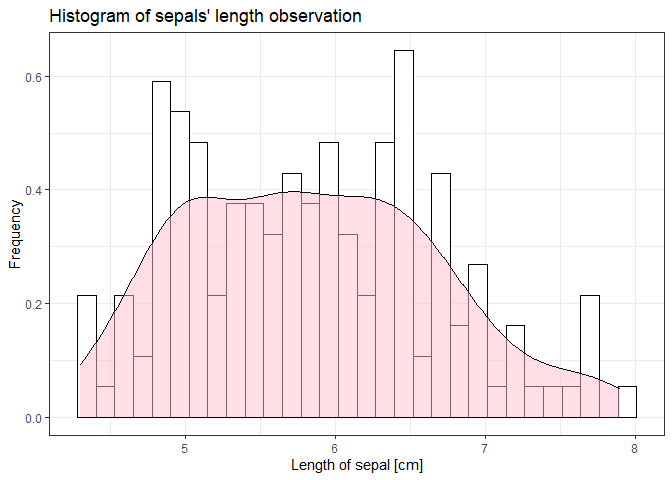 Histogram of sepals' length observation
0.6
0.4
0.2
0.0
Frequency
5 6 7 8
Length of sepal [cm]